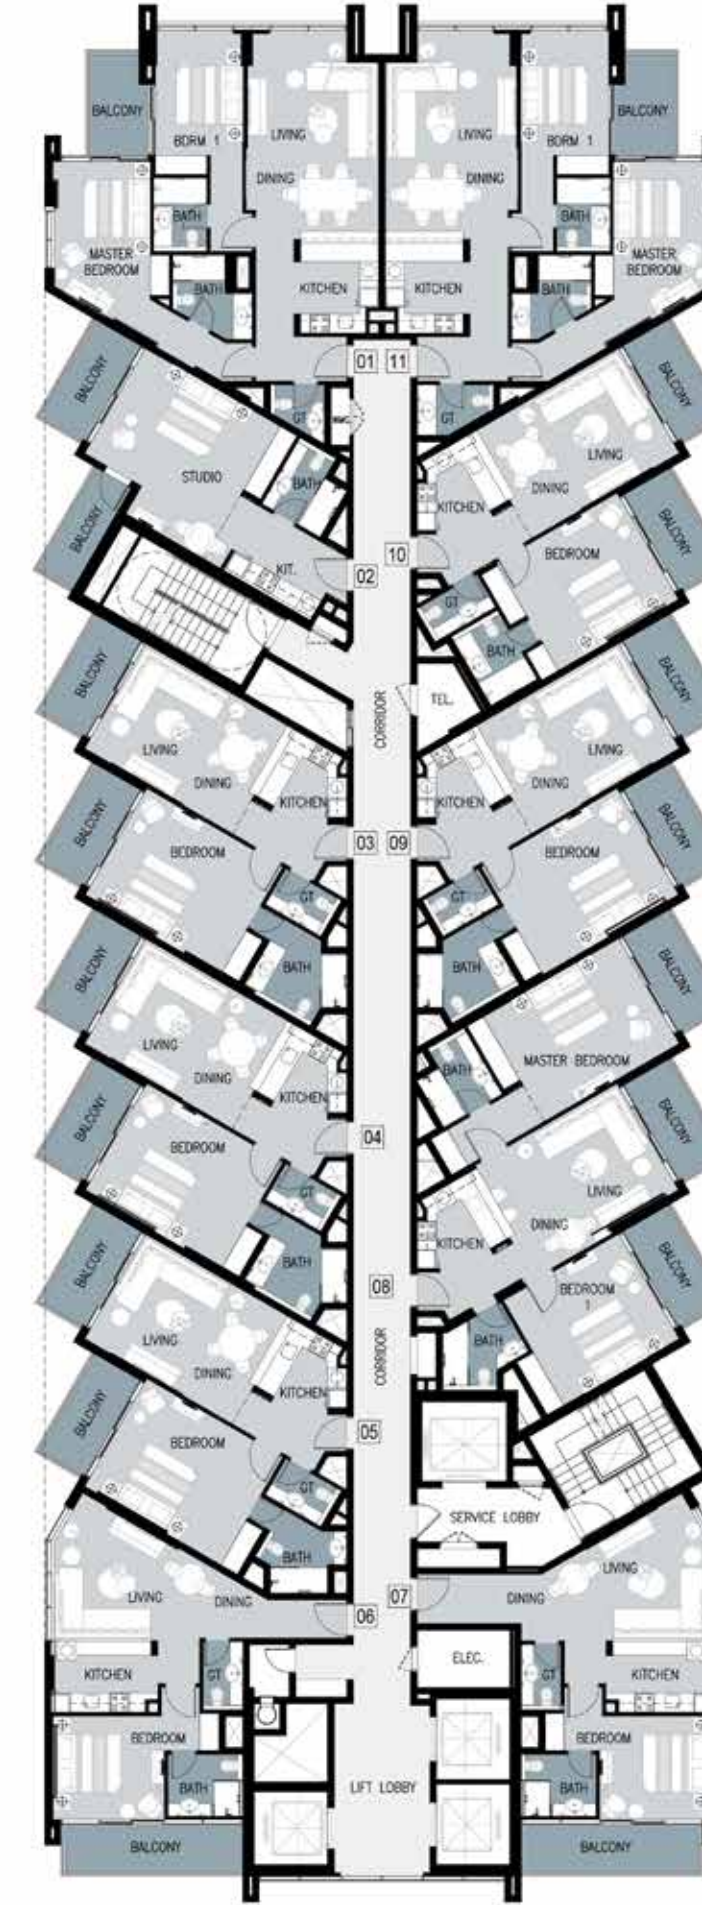 BALCONY
BDRM 1
LIVING
LIVING
BDRM 1
BALCONY
DINING
DINING
BATH
BATH
MASTER
BEDROOM
MASTER
BEDROOM
BATH
KITCHEN
KITCHEN
BATH
01
11
BALCONY
BALCONY
GT
GT
LIVING
STUDIO
BATH
DINING
KITCHEN
BALCONY
BALCONY
10
BEDROOM
KIT.
02
GT
BATH
BALCONY
BALCONY
TEL.
CORRIDOR
LIVING
LIVING
DINING
DINING
KITCHEN
KITCHEN
BALCONY
BALCONY
03
09
BEDROOM
BEDROOM
GT
GT
BATH
BATH
BALCONY
BALCONY
LIVING
MASTER BEDROOM
BATH
DINING
KITCHEN
BALCONY
BALCONY
04
BEDROOM
LIVING
GT
DINING
KITCHEN
BATH
BALCONY
BALCONY
08
BEDROOM
1
LIVING
BATH
CORRIDOR
DINING
KITCHEN
BALCONY
05
BEDROOM
GT
SERVICE LOBBY
BATH
LIVING
LIVING
DINING
07
DINING
06
ELEC.
KITCHEN
GT
GT
KITCHEN
BEDROOM
BEDROOM
BATH
LIFT LOBBY
BATH
BALCONY
BALCONY